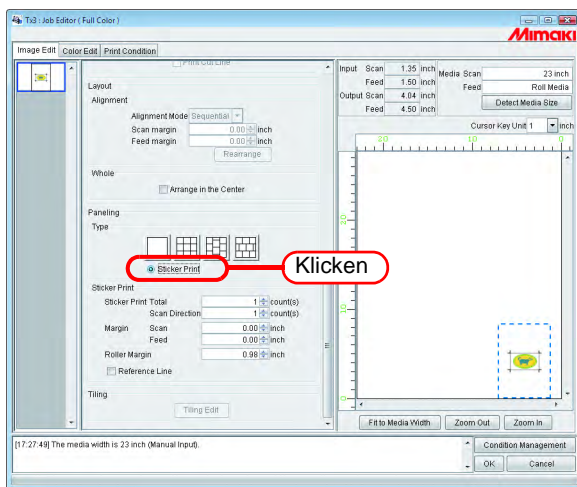 Tx3 : Job Editor ( Full Color )
Mimaki
Image Edit Color Edit Print Condition
Print Cut Line
Layout
Alignment
Alignment Mode Sequential
Scan margin 0.00 inch
Feed margin 0.00 inch
Rearrange
Whole
Arrange in the Center
Paneling
Type
Sticker Print
Klicken
Sticker Print
Sticker Print Total 1 count(s)
Scan Direction 1 count(s)
Margin Scan 0.00 inch
Feed 0.00 inch
Roller Margin 0.98 inch
Reference Line
Tiling
Tiling Edit
Input Scan 1.35 inch
Feed 1.50 inch
Output Scan 4.04 inch
Feed 4.50 inch
Media Scan 23 inch
Feed Roll Media
Detect Media Size
Cursor Key Unit 1 inch
20 10 0
20
10
0
Fit to Media Width Zoom Out Zoom In
[17:27:49] The media width is 23 inch (Manual Input).
Condition Management
OK Cancel